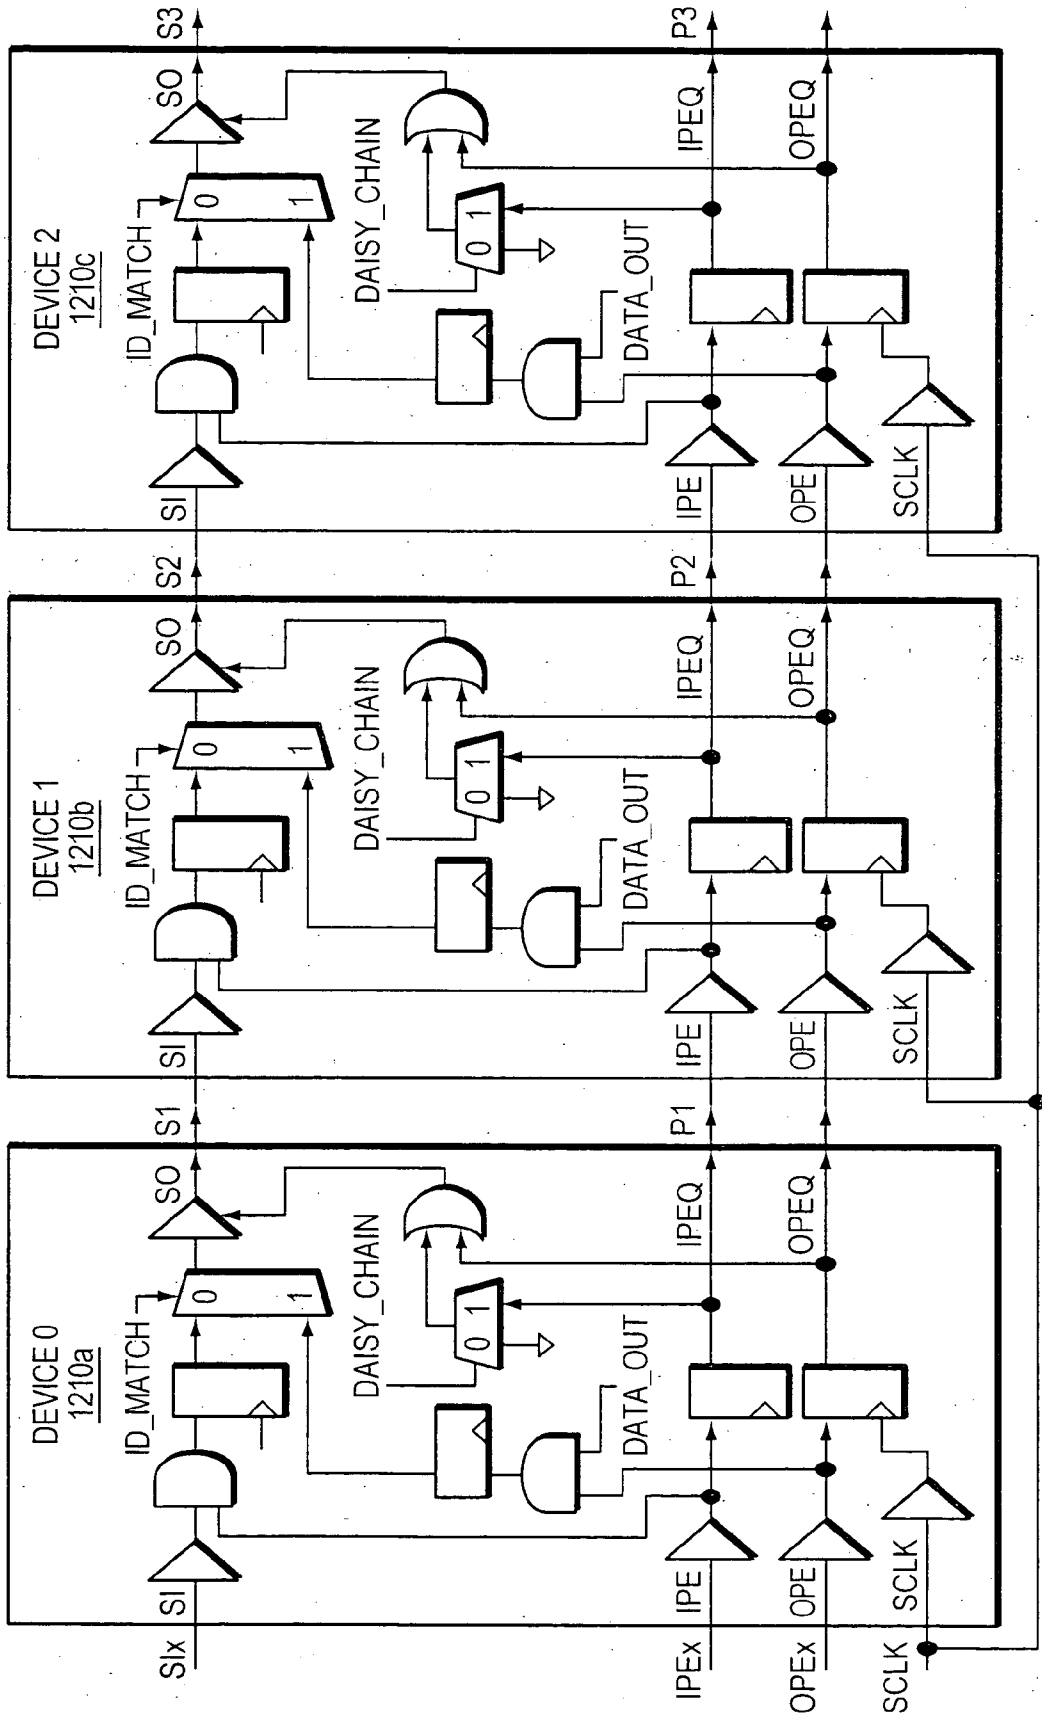 DEVICE 0
1210a
SIx
SI
ID_MATCH
0
1
SO
S1
DAISY_CHAIN
0 1
DATA_OUT
IPEx
IPE
IPEQ
P1
OPEx
OPE
OPEQ
SCLK
SCLK
DEVICE 1
1210b
SI
ID_MATCH
0
1
SO
S2
DAISY_CHAIN
0 1
DATA_OUT
IPE
IPEQ
P2
OPE
OPEQ
SCLK
DEVICE 2
1210c
SI
ID_MATCH
0
1
SO
S3
DAISY_CHAIN
0 1
DATA_OUT
IPE
IPEQ
P3
OPE
OPEQ
SCLK